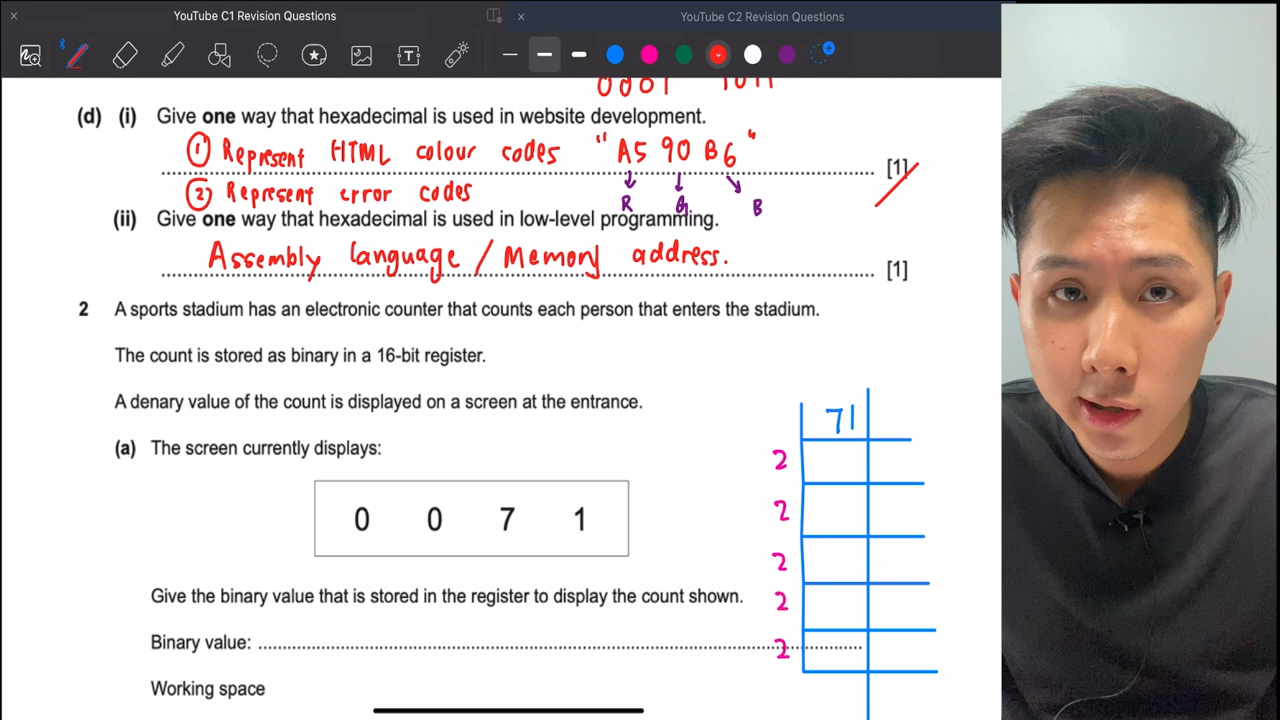 YouTube C1 Revision Questions
YouTube C2 Revision Questions
0001 1011
(d) (i) Give one way that hexadecimal is used in website development.
① Represent HTML colour codes "A5 90 B6"
[1]
② Represent error codes
R G B
(ii) Give one way that hexadecimal is used in low-level programming.
Assembly language / Memory address.
[1]
2 A sports stadium has an electronic counter that counts each person that enters the stadium.
The count is stored as binary in a 16-bit register.
A denary value of the count is displayed on a screen at the entrance.
71
(a) The screen currently displays:
2
2
0 0 7 1
2
Give the binary value that is stored in the register to display the count shown.
2
Binary value:
2
Working space